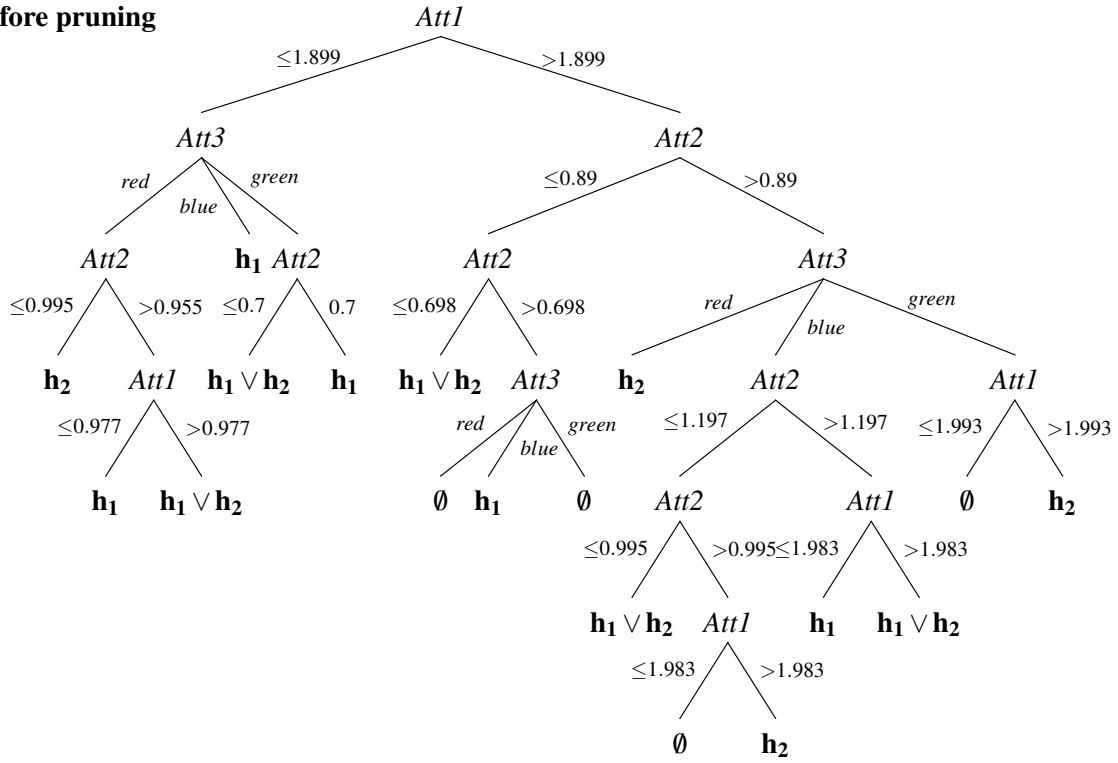 fore pruning Att1
≤1.899 >1.899
Att3 Att2
red blue green ≤0.89 >0.89
Att2 h1 Att2 Att2 Att3
≤0.995 >0.955 ≤0.7 0.7 ≤0.698 >0.698 red blue green
h2 Att1 h1 ∨ h2 h1 h1 ∨ h2 Att3 h2 Att2 Att1
≤0.977 >0.977 red blue green ≤1.197 >1.197 ≤1.993 >1.993
h1 h1 ∨ h2 ∅ h1 ∅ Att2 Att1 ∅ h2
≤0.995 >0.995 ≤1.983 >1.983
h1 ∨ h2 Att1 h1 h1 ∨ h2
≤1.983 >1.983
∅ h2